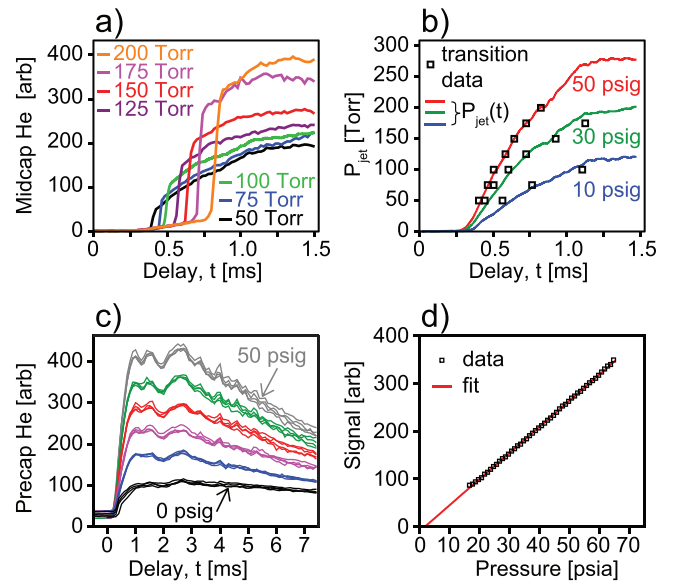 a)
Midcap He [arb]
400
300
200
100
0
200 Torr
175 Torr
150 Torr
125 Torr
100 Torr
75 Torr
50 Torr
0 0.5 1.0 1.5
Delay, t [ms]
b)
Pjet [Torr]
300
250
200
150
100
50
0
transition
data
}Pjet(t)
50 psig
30 psig
10 psig
0 0.5 1.0 1.5
Delay, t [ms]
c)
Precap He [arb]
400
300
200
100
0
50 psig
0 psig
0 1 2 3 4 5 6 7
Delay, t [ms]
d)
Signal [arb]
400
300
200
100
0
data
fit
0 10 20 30 40 50 60 70
Pressure [psia]